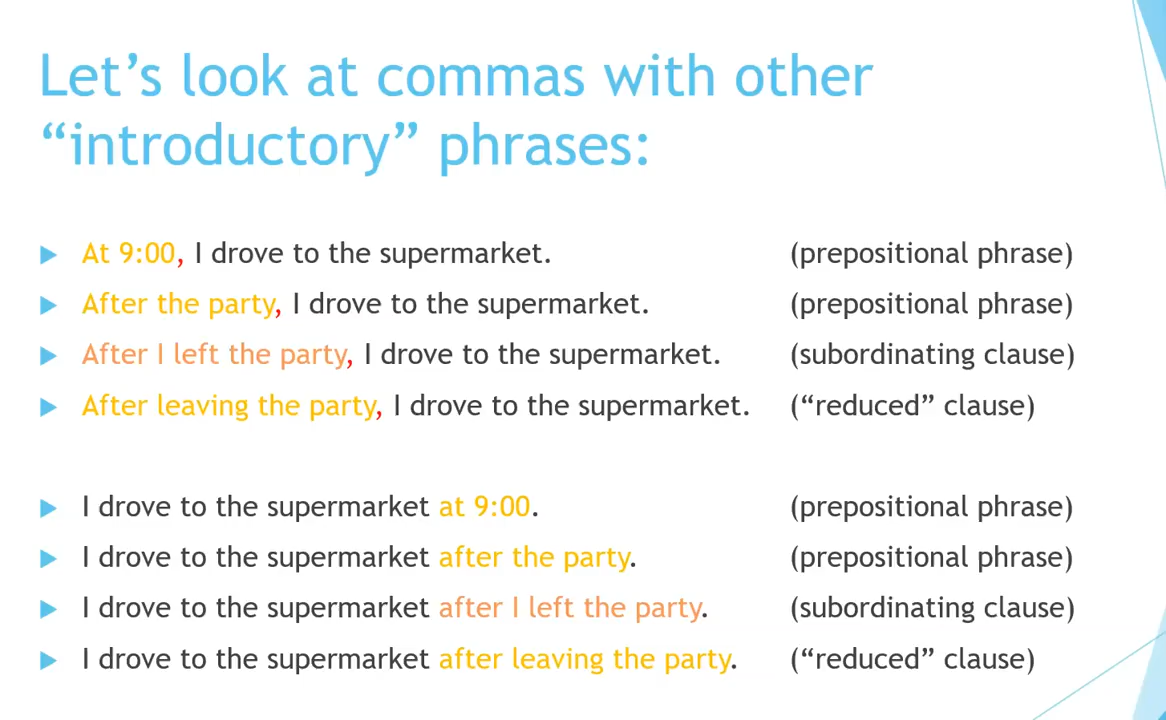 Let’s look at commas with other
“introductory” phrases:
At 9:00, I drove to the supermarket. (prepositional phrase)
After the party, I drove to the supermarket. (prepositional phrase)
After I left the party, I drove to the supermarket. (subordinating clause)
After leaving the party, I drove to the supermarket. (“reduced” clause)
I drove to the supermarket at 9:00. (prepositional phrase)
I drove to the supermarket after the party. (prepositional phrase)
I drove to the supermarket after I left the party. (subordinating clause)
I drove to the supermarket after leaving the party. (“reduced” clause)